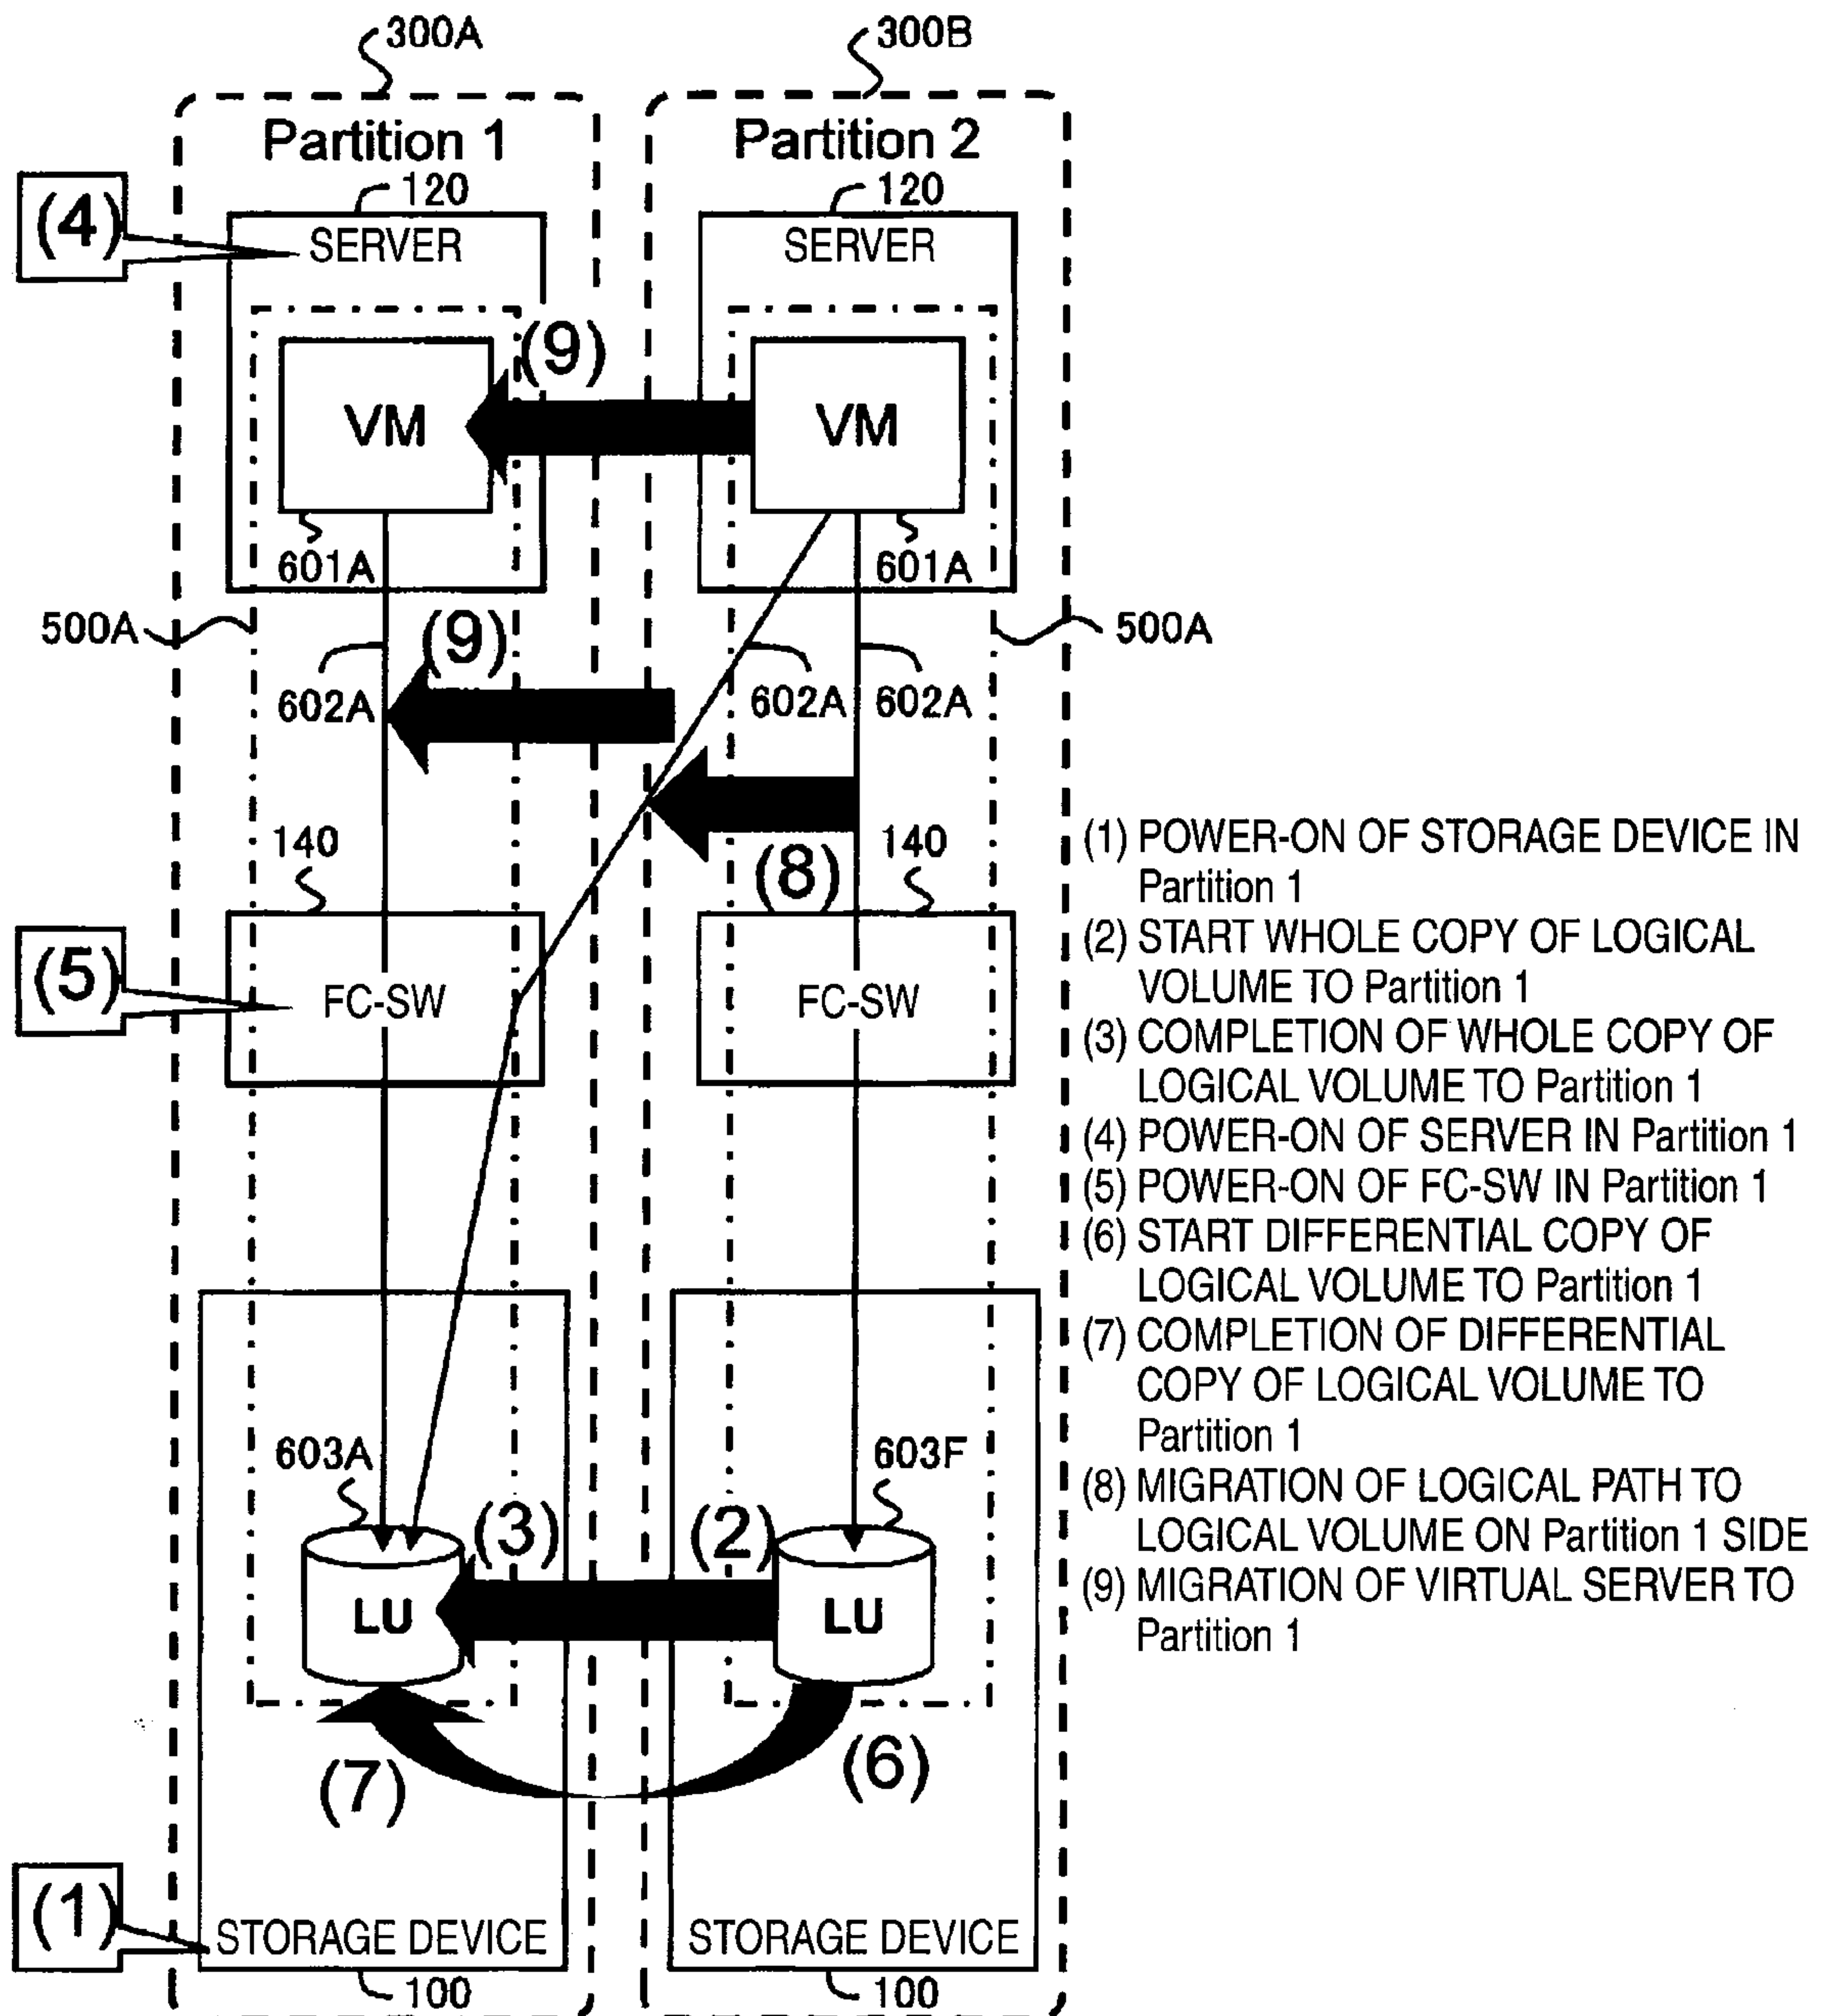 300A
300B
Partition 1
Partition 2
120
120
(4)
SERVER
SERVER
(9)
VM
VM
601A
601A
500A
(9)
500A
602A
602A
602A
140
(8)
140
(5)
FC-SW
FC-SW
603A
603F
(3)
(2)
LU
LU
(7)
(6)
(1)
STORAGE DEVICE
STORAGE DEVICE
100
100
(1) POWER-ON OF STORAGE DEVICE IN
Partition 1
(2) START WHOLE COPY OF LOGICAL
VOLUME TO Partition 1
(3) COMPLETION OF WHOLE COPY OF
LOGICAL VOLUME TO Partition 1
(4) POWER-ON OF SERVER IN Partition 1
(5) POWER-ON OF FC-SW IN Partition 1
(6) START DIFFERENTIAL COPY OF
LOGICAL VOLUME TO Partition 1
(7) COMPLETION OF DIFFERENTIAL
COPY OF LOGICAL VOLUME TO
Partition 1
(8) MIGRATION OF LOGICAL PATH TO
LOGICAL VOLUME ON Partition 1 SIDE
(9) MIGRATION OF VIRTUAL SERVER TO
Partition 1